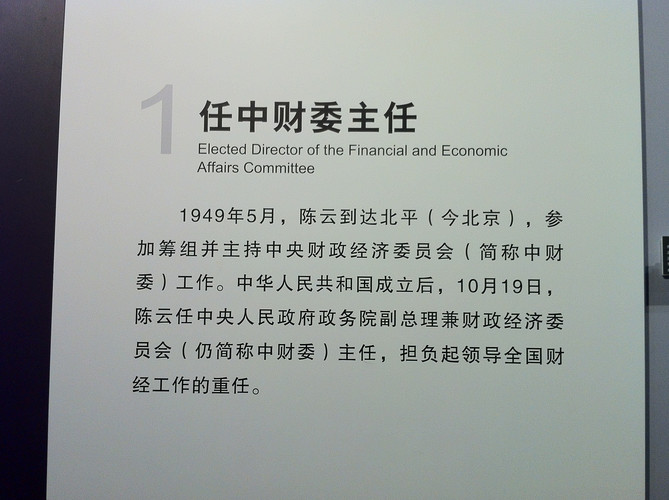 1 任中财委主任
Elected Director of the Financial and Economic
Affairs Committee
1949年5月，陈云到达北平（今北京），参
加筹组并主持中央财政经济委员会（简称中财
委）工作。中华人民共和国成立后，10月19日，
陈云任中央人民政府政务院副总理兼财政经济委
员会（仍简称中财委）主任，担负起领导全国财
经工作的重任。